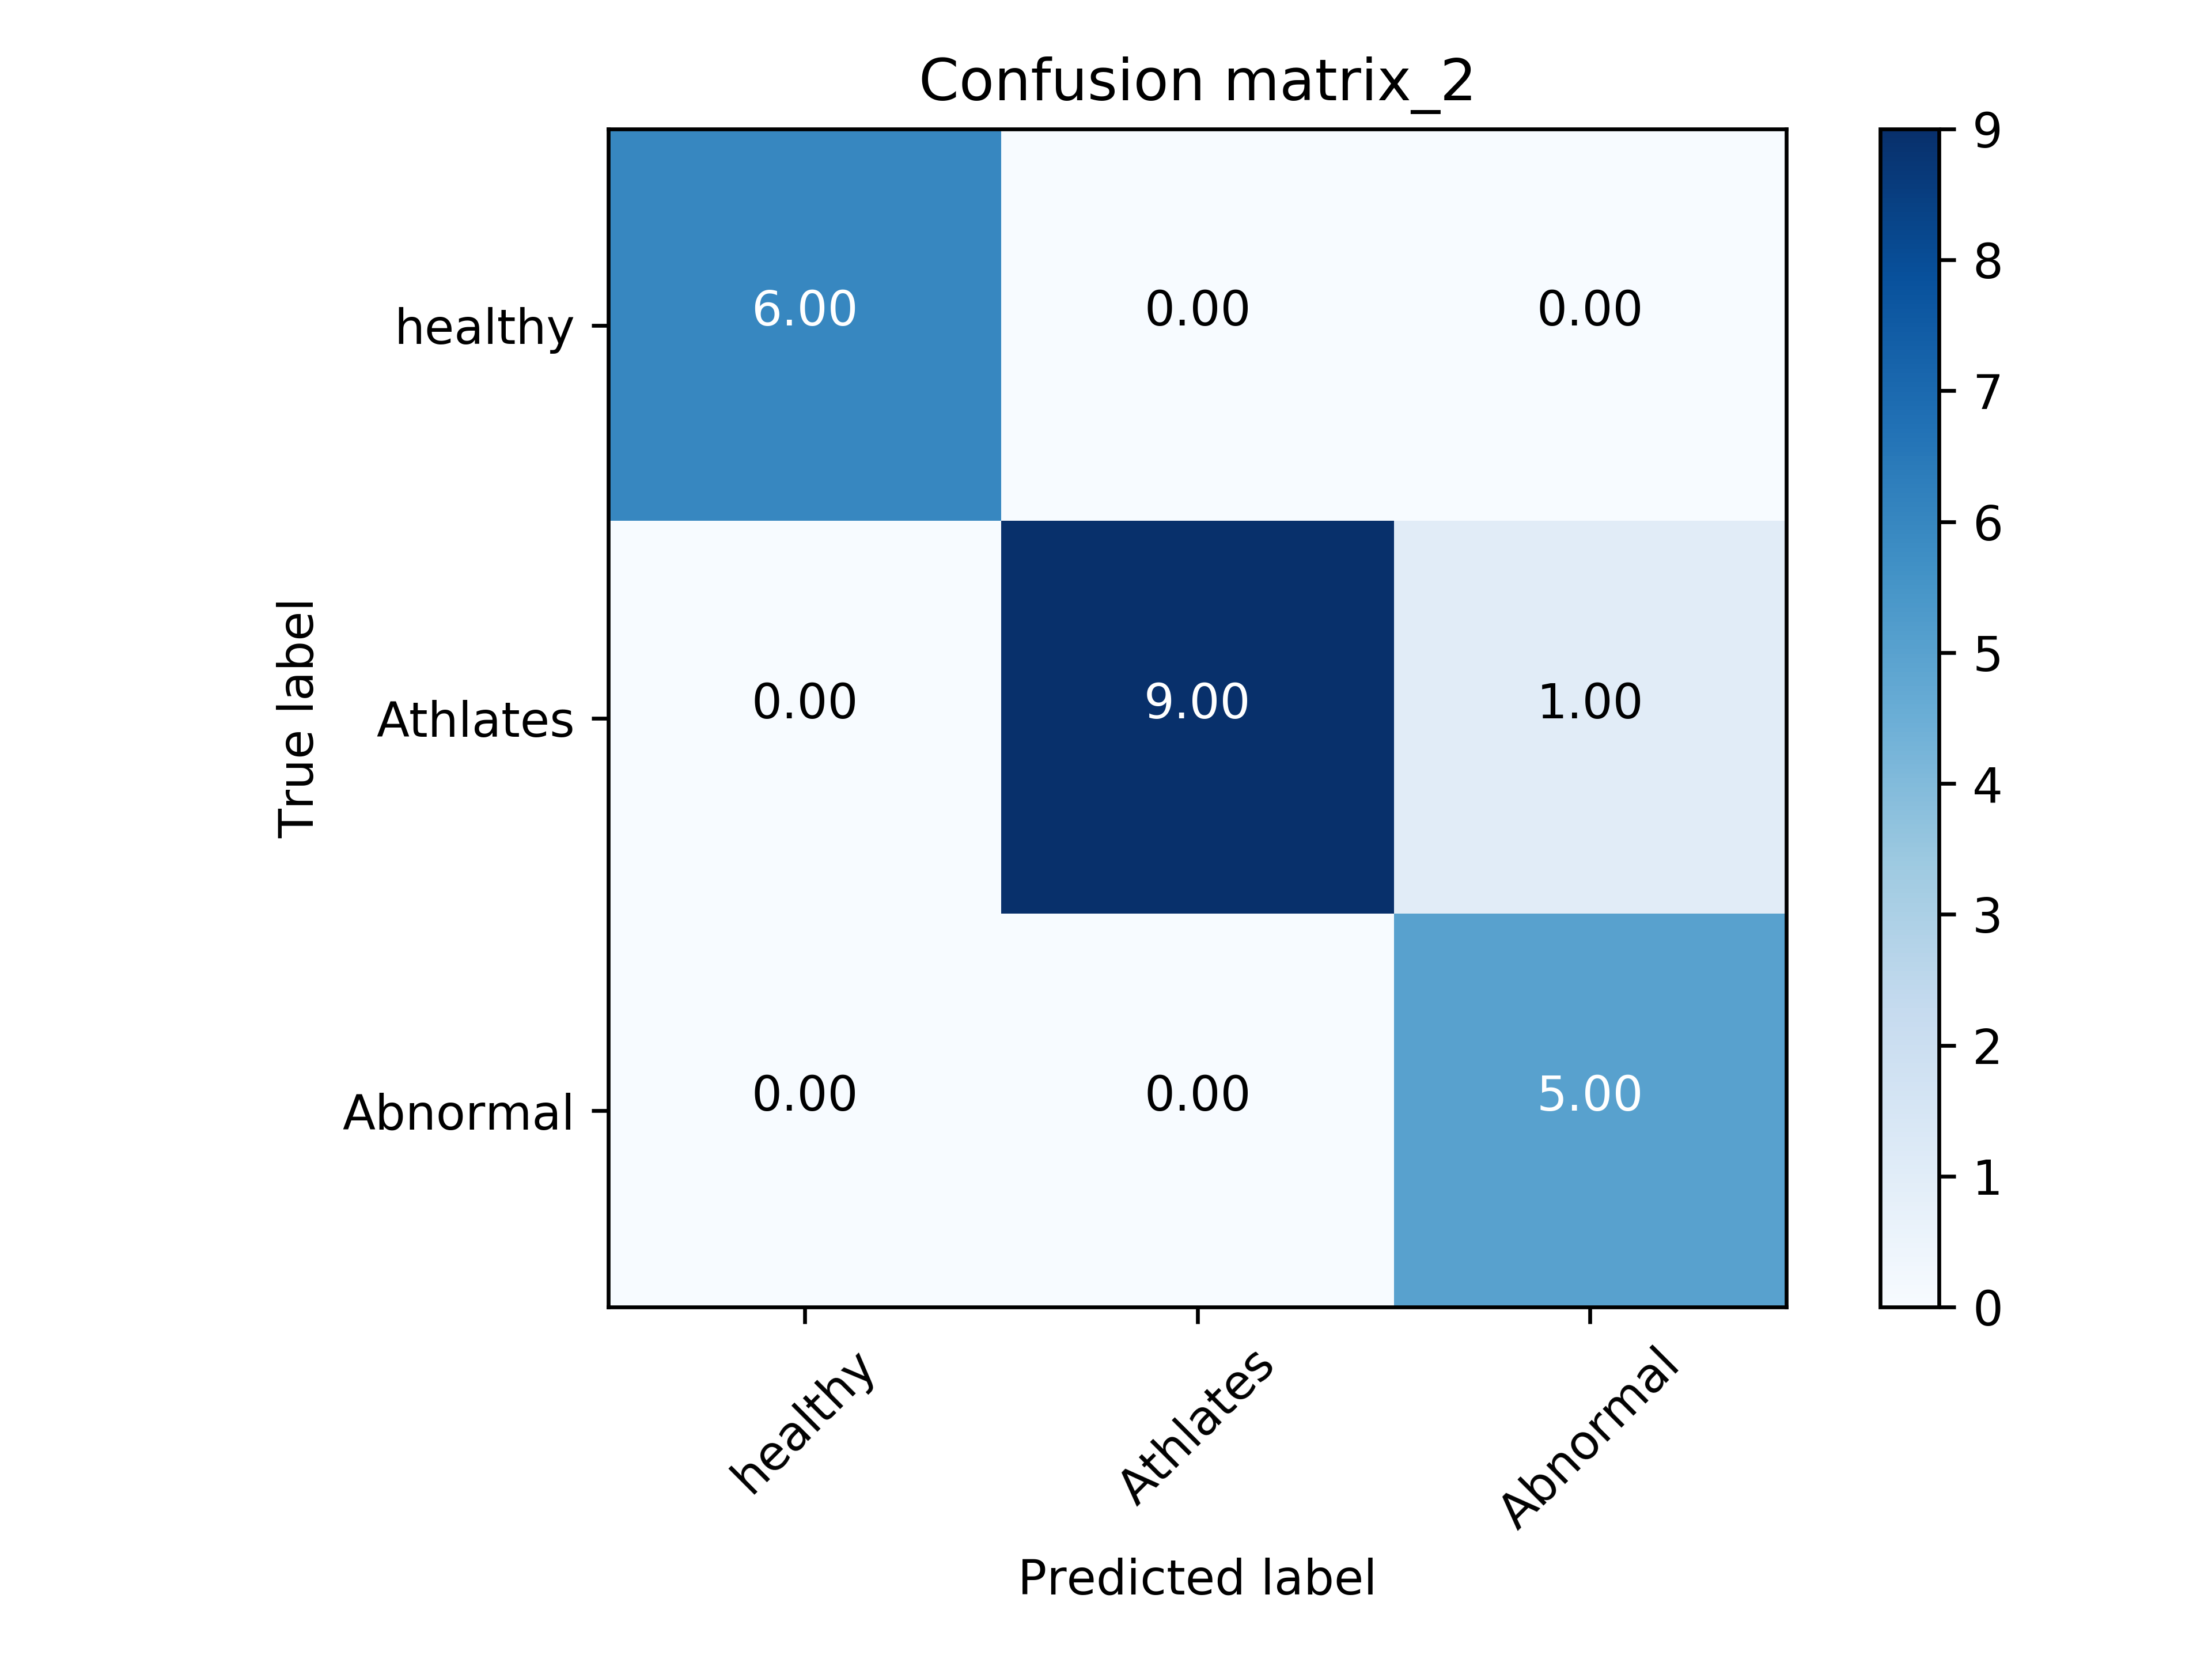 Confusion matrix_2
True label
healthy
6.00 0.00 0.00
Athlates
0.00 9.00 1.00
Abnormal
0.00 0.00 5.00
healthy Athlates Abnormal
Predicted label
9
8
7
6
5
4
3
2
1
0